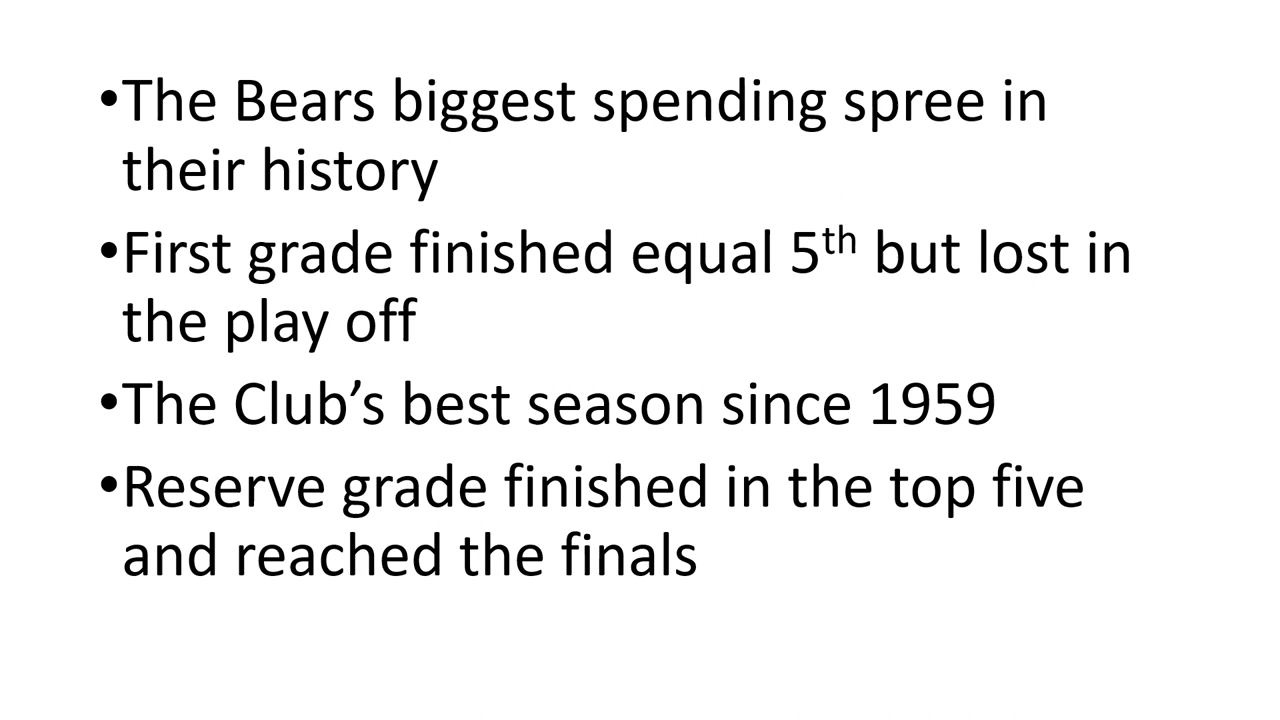 •The Bears biggest spending spree in
their history
•First grade finished equal 5th but lost in
the play off
•The Club’s best season since 1959
•Reserve grade finished in the top five
and reached the finals